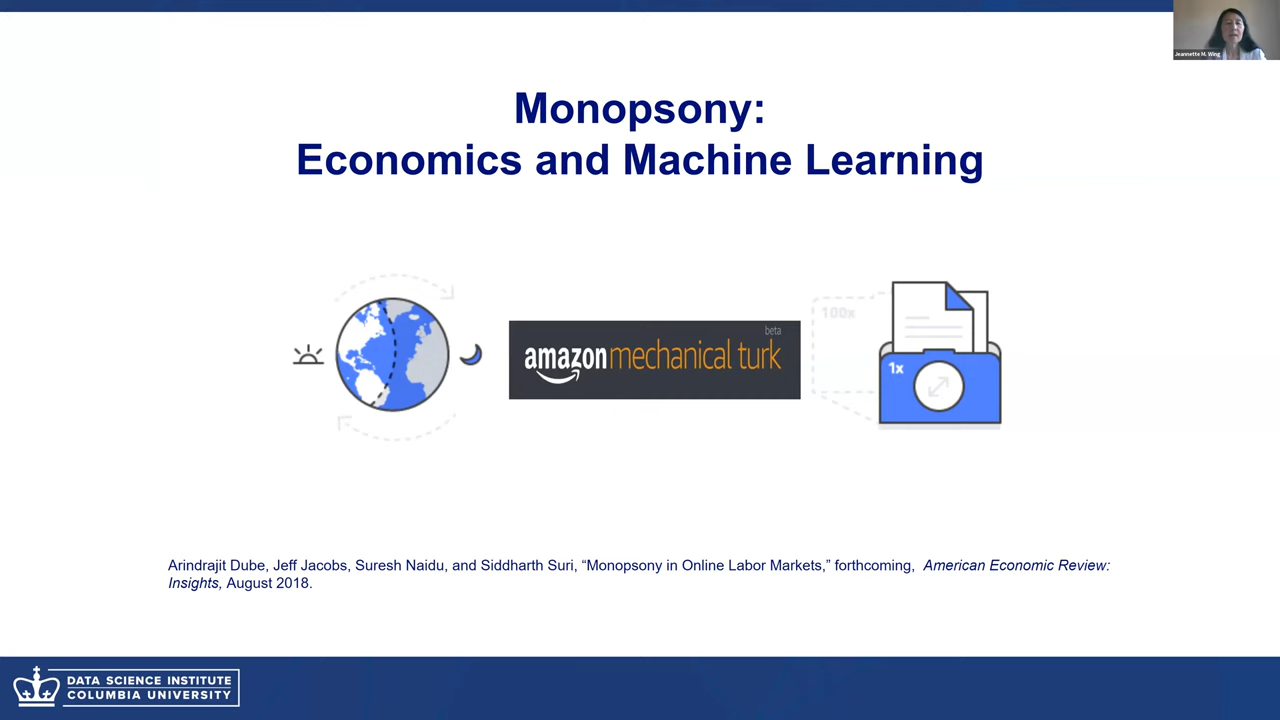 Jeannette M. Wing
Monopsony:
Economics and Machine Learning
100x
beta
amazon mechanical turk
1x
Arindrajit Dube, Jeff Jacobs, Suresh Naidu, and Siddharth Suri, “Monopsony in Online Labor Markets,” forthcoming, American Economic Review:
Insights, August 2018.
DATA SCIENCE INSTITUTE
COLUMBIA UNIVERSITY